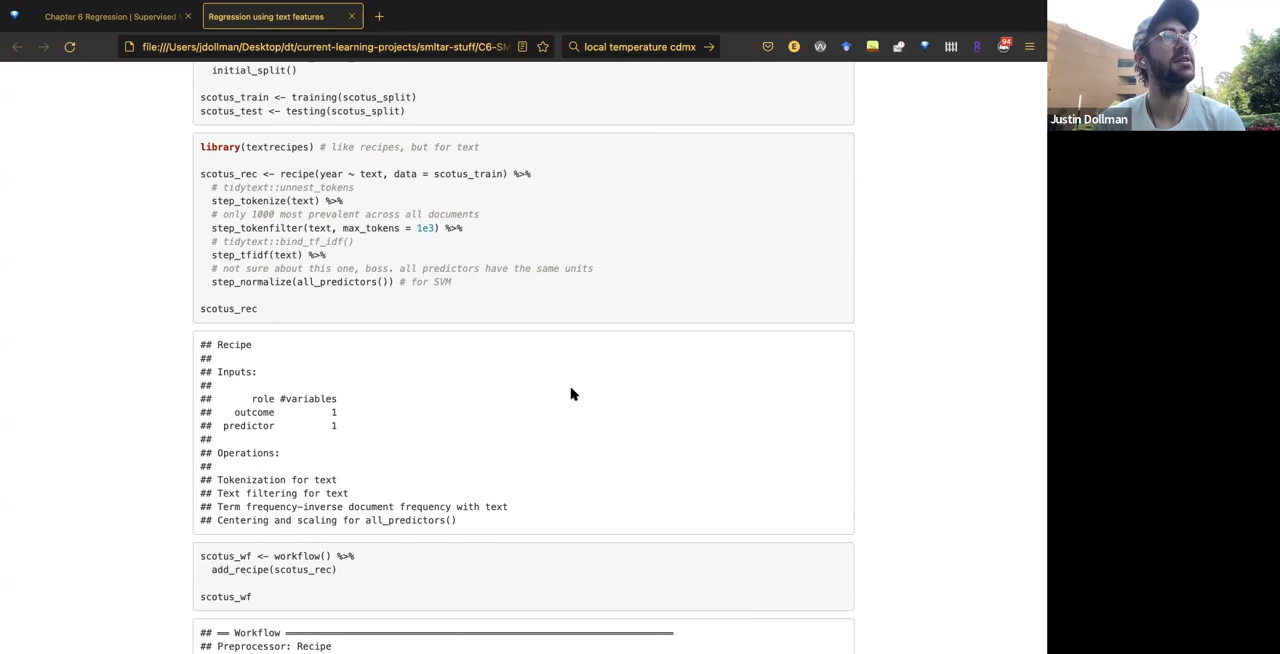 Chapter 6 Regression | Supervised
Regression using text features
file:///Users/jdollman/Desktop/dt/current-learning-projects/smltar-stuff/C6-SM
local temperature cdmx
E
R
94
Justin Dollman
initial_split()
scotus_train <- training(scotus_split)
scotus_test <- testing(scotus_split)
library(textrecipes) # like recipes, but for text
scotus_rec <- recipe(year ~ text, data = scotus_train) %>%
# tidytext::unnest_tokens
step_tokenize(text) %>%
# only 1000 most prevalent across all documents
step_tokenfilter(text, max_tokens = 1e3) %>%
# tidytext::bind_tf_idf()
step_tfidf(text) %>%
# not sure about this one, boss. all predictors have the same units
step_normalize(all_predictors()) # for SVM
scotus_rec
## Recipe
##
## Inputs:
##
## role #variables
## outcome 1
## predictor 1
##
## Operations:
##
## Tokenization for text
## Text filtering for text
## Term frequency-inverse document frequency with text
## Centering and scaling for all_predictors()
scotus_wf <- workflow() %>%
add_recipe(scotus_rec)
scotus_wf
## ══ Workflow ══════════════════════════════════════════════════════════════════════
## Preprocessor: Recipe